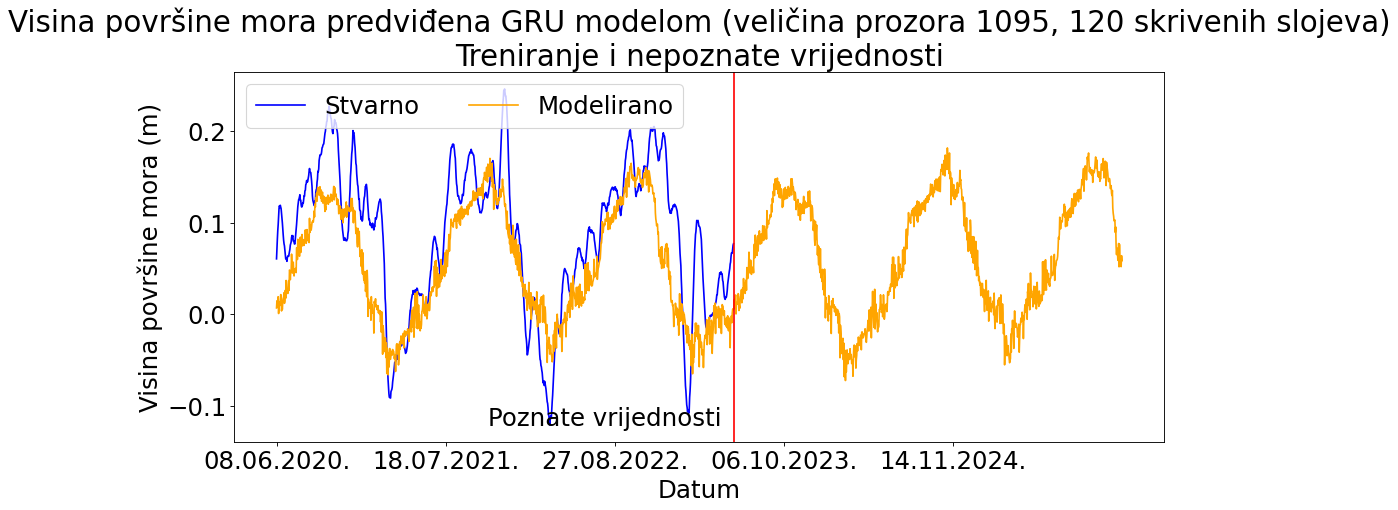 Visina površine mora predviđena GRU modelom (veličina prozora 1095, 120 skrivenih slojeva)
Treniranje i nepoznate vrijednosti
Stvarno
Modelirano
Visina površine mora (m)
0.2
0.1
0.0
−0.1
Poznate vrijednosti
08.06.2020.
18.07.2021.
27.08.2022.
06.10.2023.
14.11.2024.
Datum